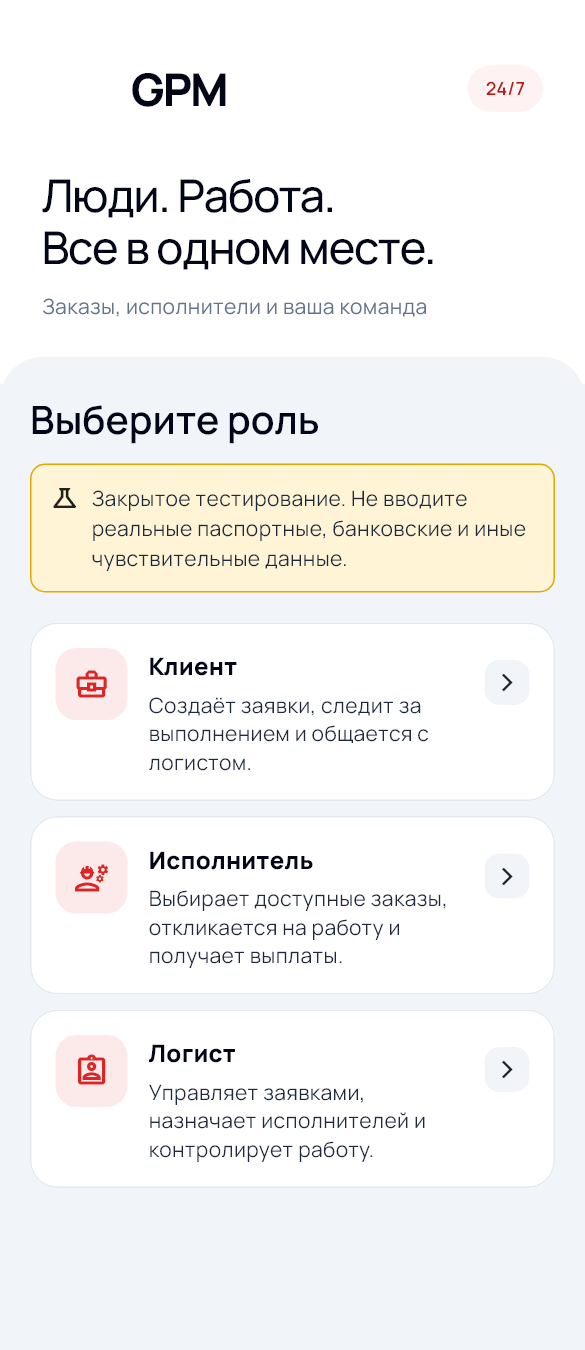 GPM
24/7
Люди. Работа.
Все в одном месте.
Заказы, исполнители и ваша команда
Выберите роль
Закрытое тестирование. Не вводите
реальные паспортные, банковские и иные
чувствительные данные.
Клиент
Создаёт заявки, следит за
выполнением и общается с
логистом.
Исполнитель
Выбирает доступные заказы,
откликается на работу и
получает выплаты.
Логист
Управляет заявками,
назначает исполнителей и
контролирует работу.